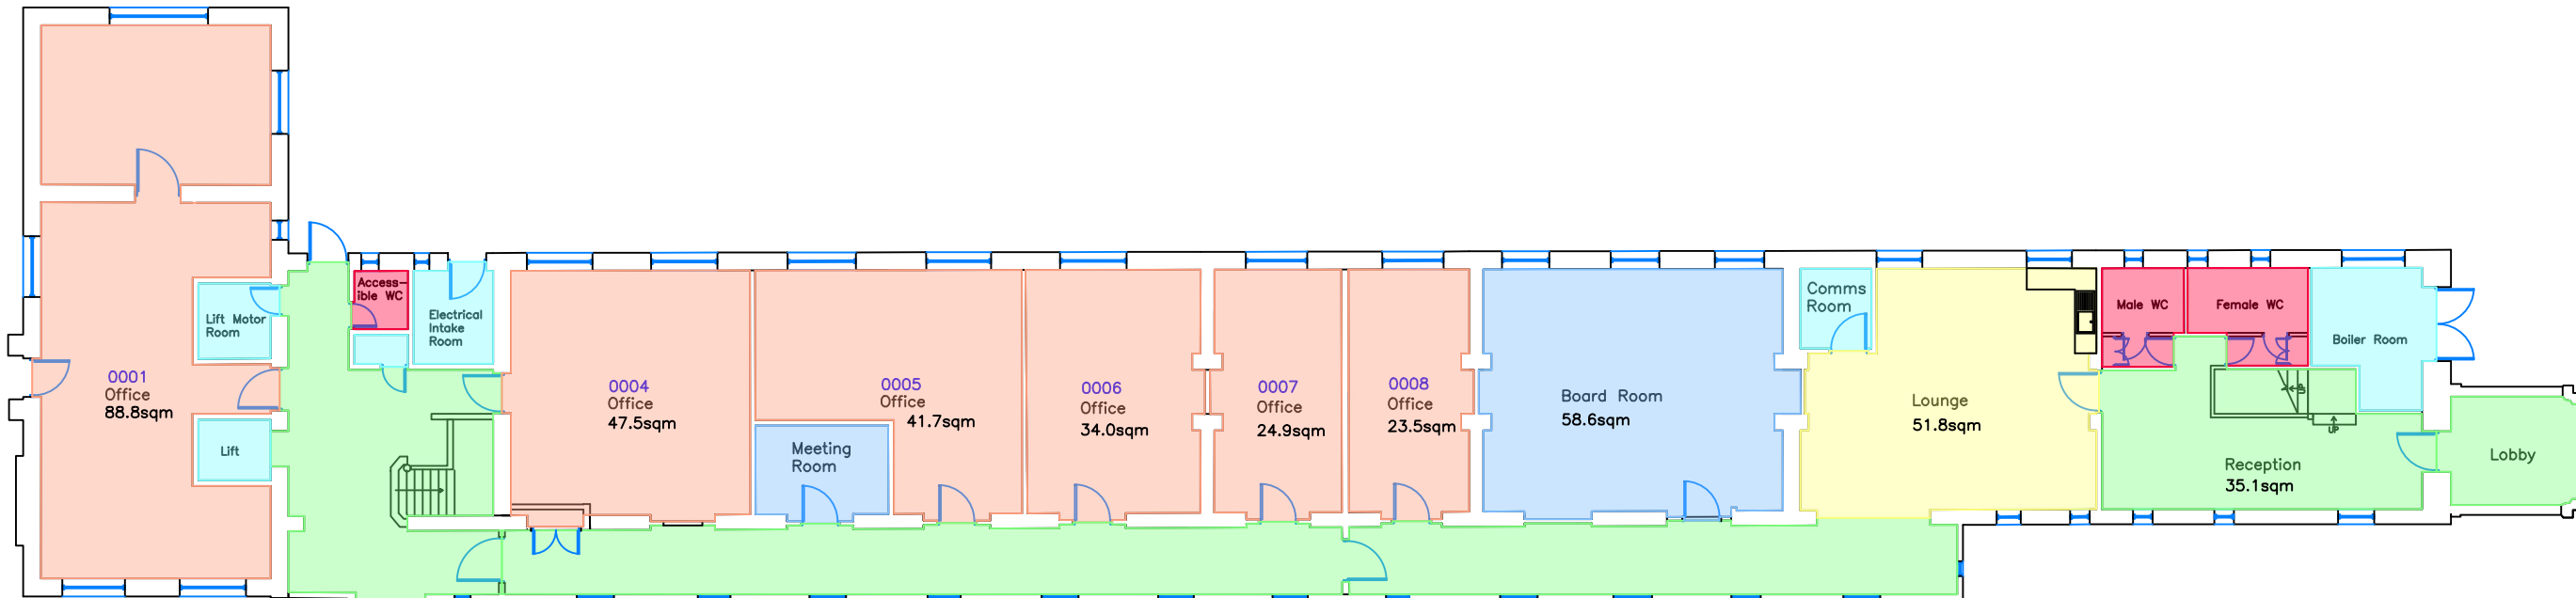 0001
Office
88.8sqm
Lift Motor
Room
Lift
Access-
ible WC
Electrical
Intake
Room
0004
Office
47.5sqm
0005
Office
41.7sqm
Meeting
Room
0006
Office
34.0sqm
0007
Office
24.9sqm
0008
Office
23.5sqm
Board Room
58.6sqm
Comms
Room
Lounge
51.8sqm
Male WC
Female WC
Boiler Room
UP
UP
Reception
35.1sqm
Lobby